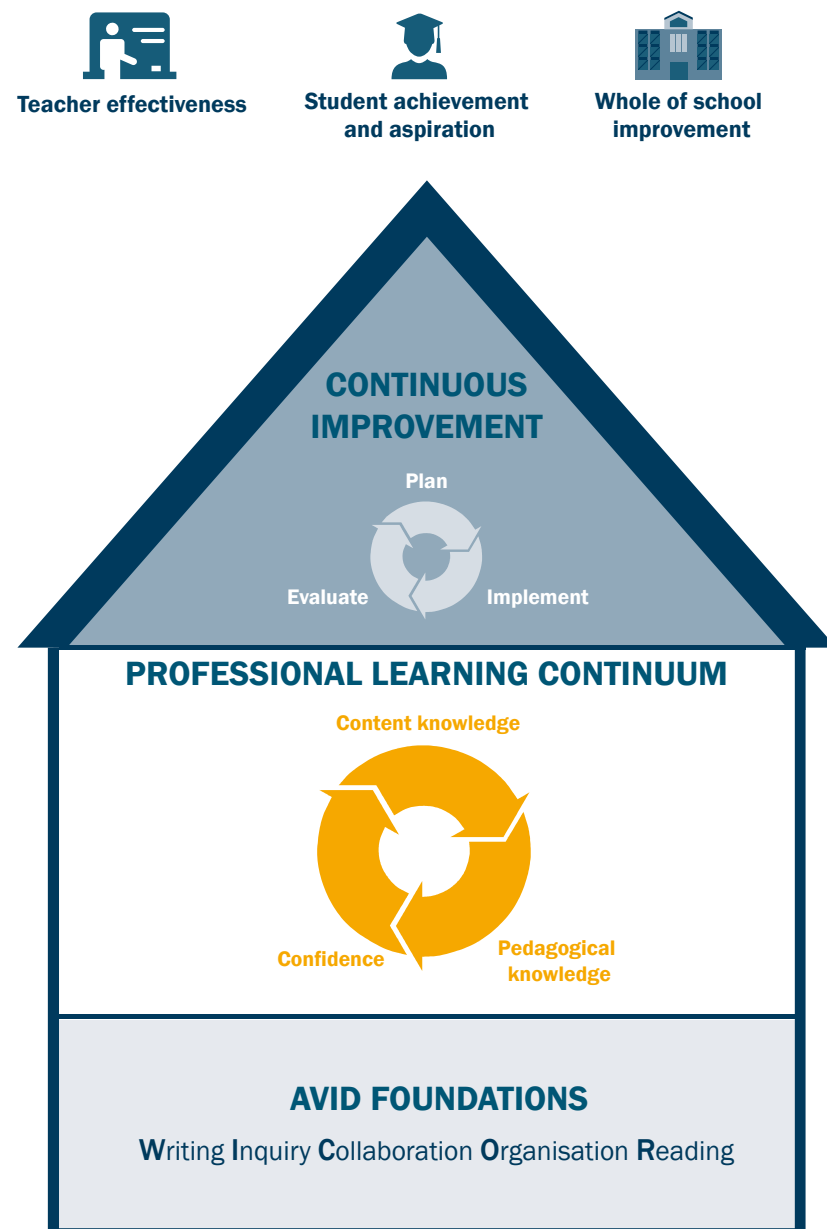 Teacher effectiveness
Student achievement
and aspiration
Whole of school
improvement
CONTINUOUS
IMPROVEMENT
Plan
Evaluate
Implement
PROFESSIONAL LEARNING CONTINUUM
Content knowledge
Confidence
Pedagogical
knowledge
AVID FOUNDATIONS
Writing Inquiry Collaboration Organisation Reading